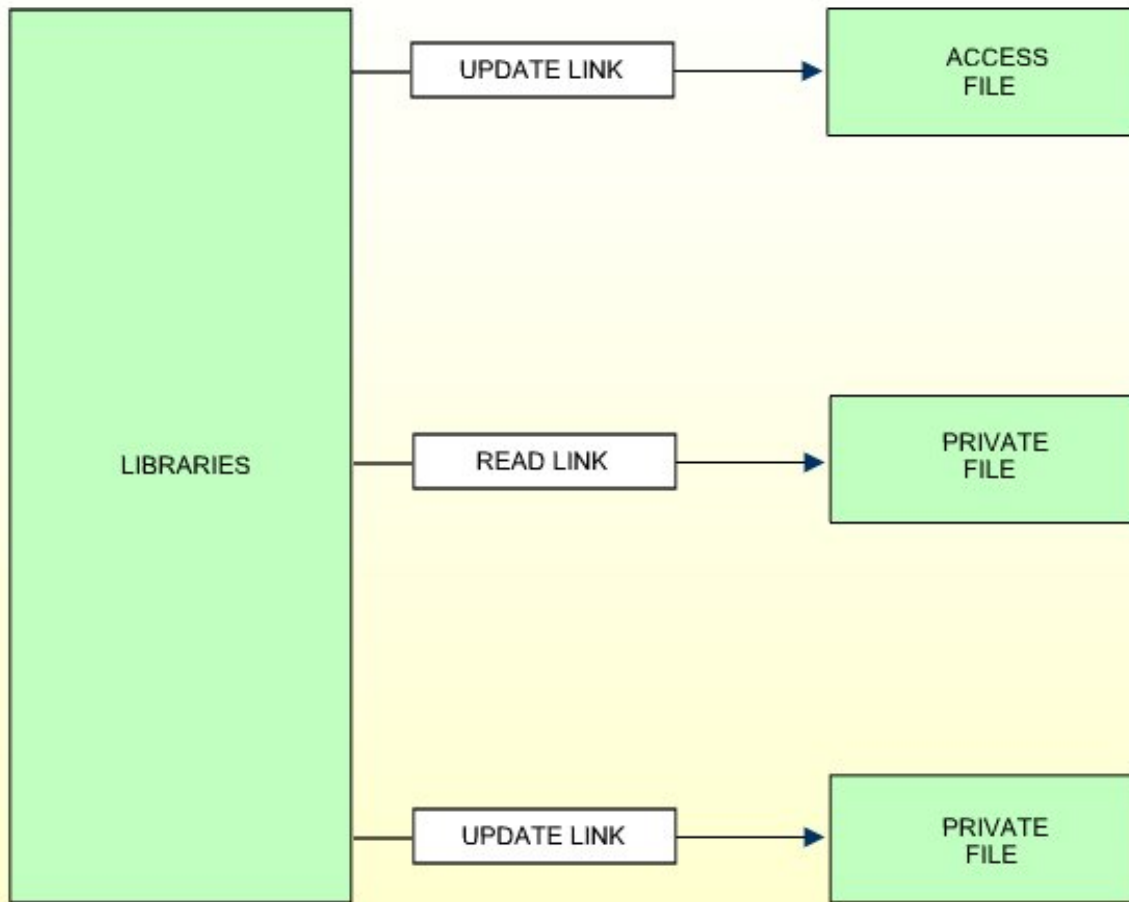 UPDATE LINK
ACCESS
FILE
LIBRARIES
READ LINK
PRIVATE
FILE
UPDATE LINK
PRIVATE
FILE